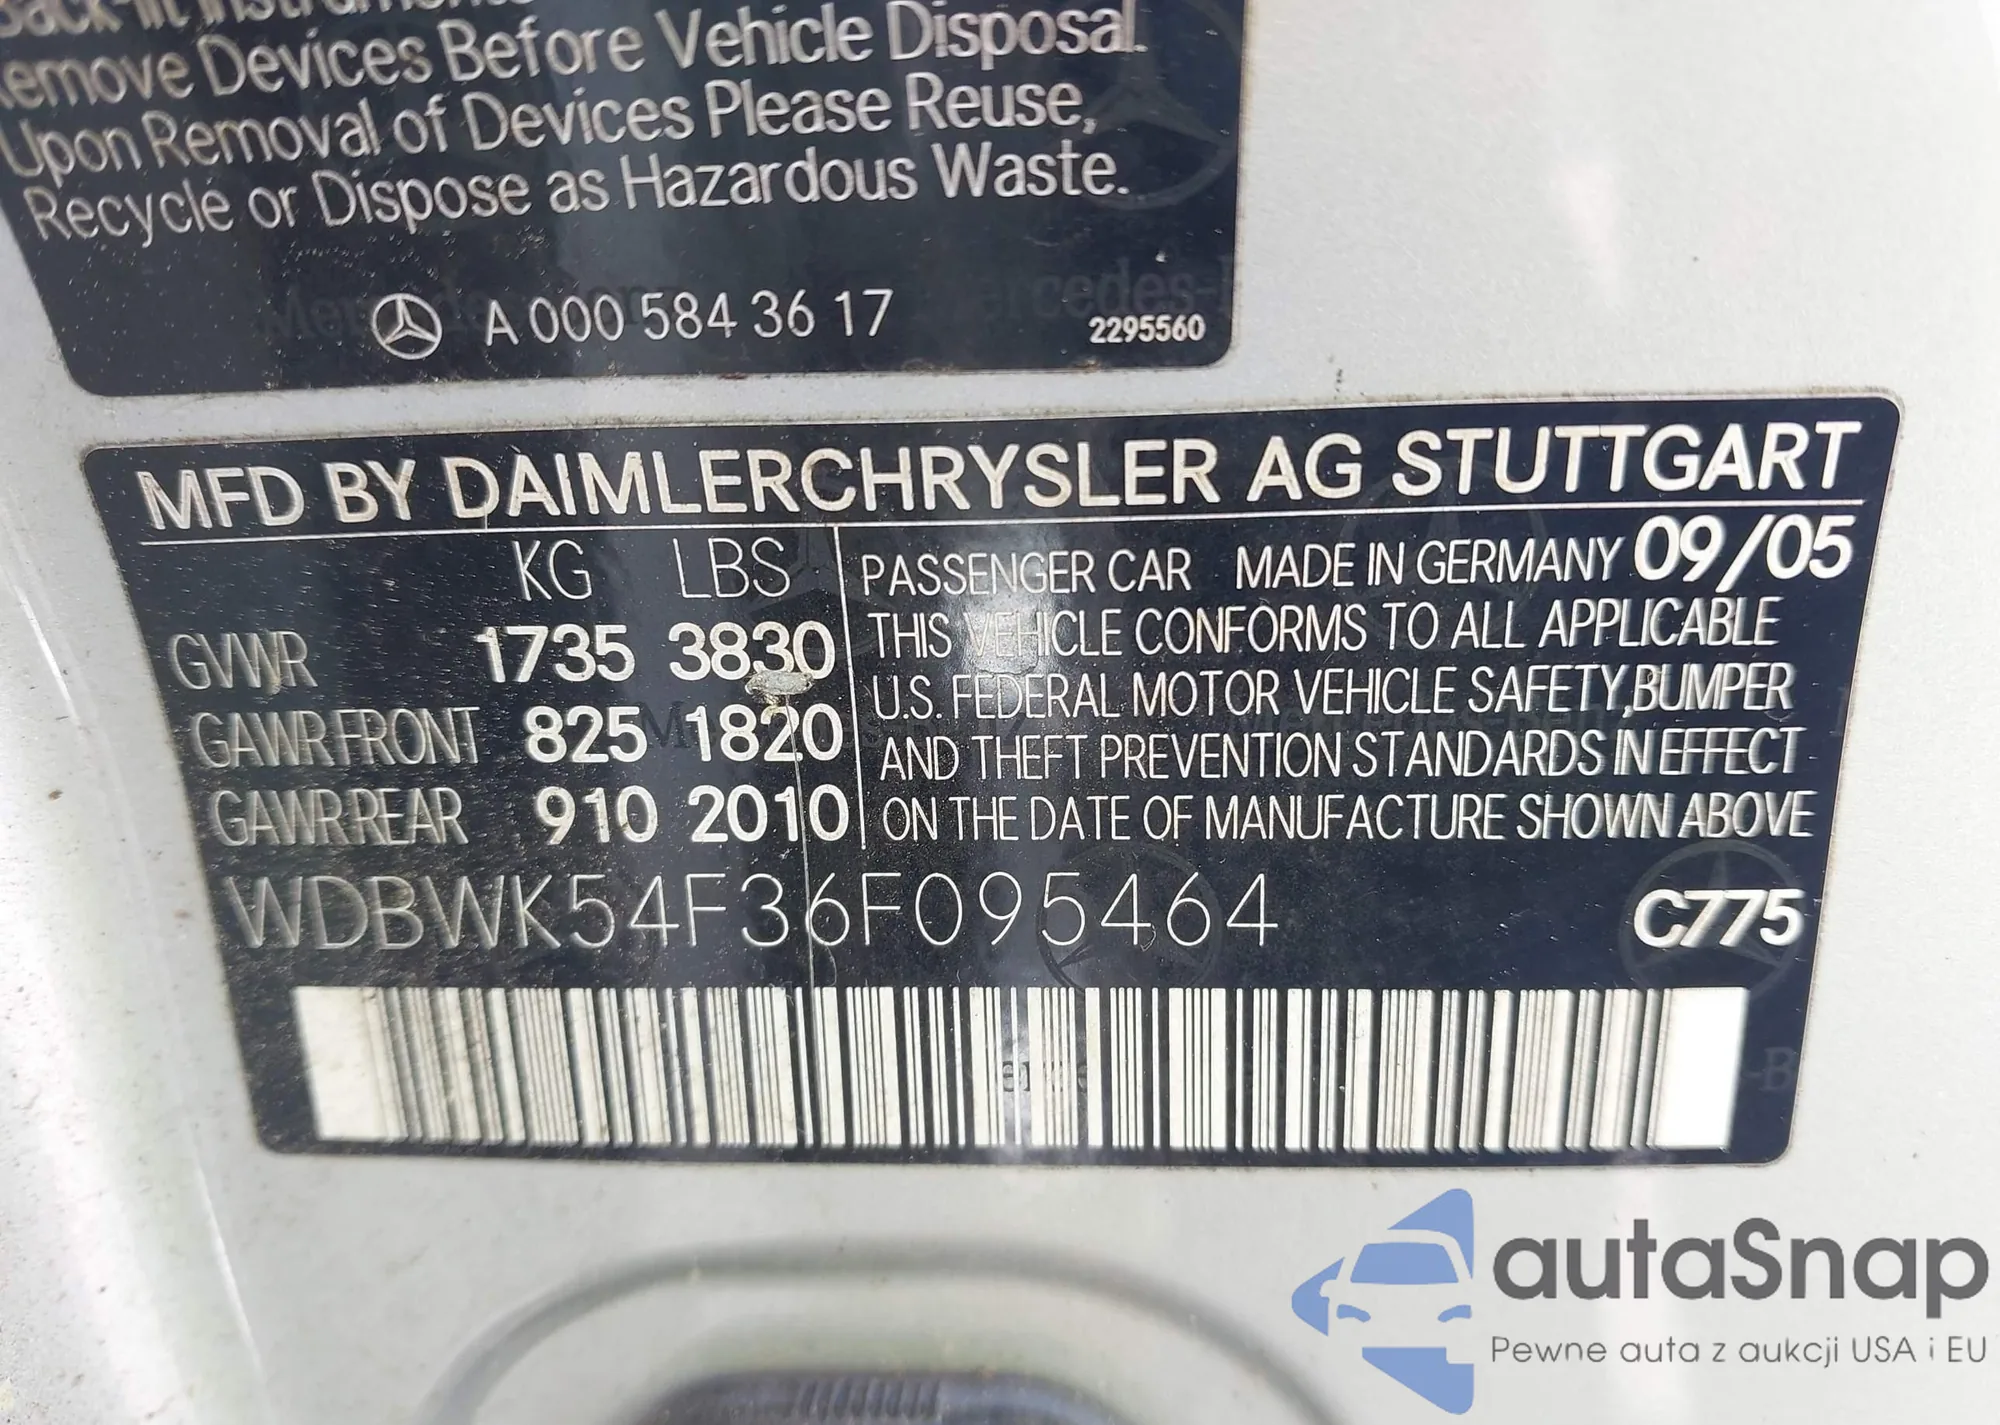 Back-lit Instrument
Remove Devices Before Vehicle Disposal.
Upon Removal of Devices Please Reuse,
Recycle or Dispose as Hazardous Waste.
A 000 584 36 17
2295560
MFD BY DAIMLERCHRYSLER AG STUTTGART
KG LBS
GVWR 1735 3830
GAWR FRONT 825 1820
GAWR REAR 910 2010
PASSENGER CAR MADE IN GERMANY 09/05
THIS VEHICLE CONFORMS TO ALL APPLICABLE
U.S. FEDERAL MOTOR VEHICLE SAFETY,BUMPER
AND THEFT PREVENTION STANDARDS IN EFFECT
ON THE DATE OF MANUFACTURE SHOWN ABOVE
WDBWK54F36F095464
C775
autaSnap
Pewne auta z aukcji USA i EU